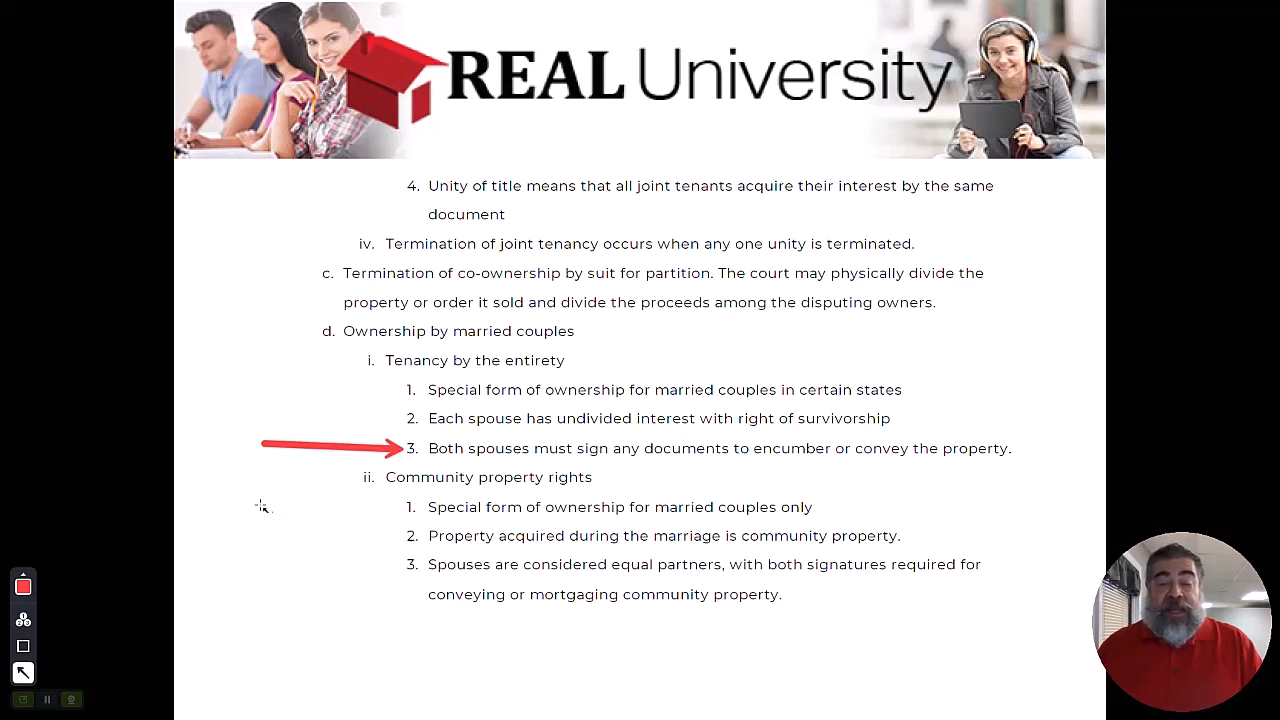 REAL University
4. Unity of title means that all joint tenants acquire their interest by the same
document
iv. Termination of joint tenancy occurs when any one unity is terminated.
c. Termination of co-ownership by suit for partition. The court may physically divide the
property or order it sold and divide the proceeds among the disputing owners.
d. Ownership by married couples
i. Tenancy by the entirety
1. Special form of ownership for married couples in certain states
2. Each spouse has undivided interest with right of survivorship
3. Both spouses must sign any documents to encumber or convey the property.
ii. Community property rights
1. Special form of ownership for married couples only
2. Property acquired during the marriage is community property.
3. Spouses are considered equal partners, with both signatures required for
conveying or mortgaging community property.